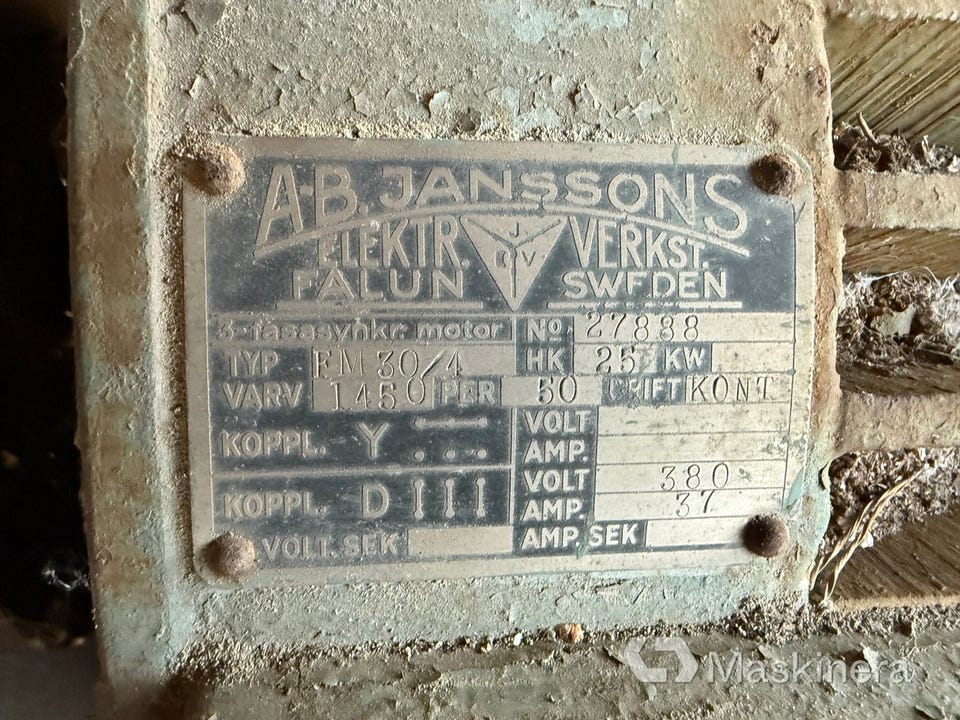 A-B. JANSSONS
ELEKTR. VERKST.
J
E V
FALUN SWEDEN
3-fasasynkr. motor No 27888
TYP EM 30/4 HK 25 KW
VARV 1450 PER 50 DRIFT KONT
KOPPL. Y VOLT
AMP.
KOPPL. D VOLT 380
AMP. 37
VOLT. SEK AMP. SEK
Maskinera